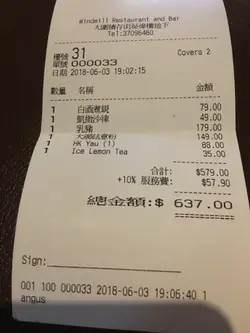 Windmill Restaurant and Bar
Tel:37096460
檯號 31 Covers 2
單號 000033
日期 2018-06-03 19:02:15
數量 名稱 金額
1 白酒煮蜆 79.00
1 凱撒沙律 49.00
1 乳豬 179.00
1 149.00
1 HK Yau (1) 88.00
1 Ice Lemon Tea 35.00
合計: $579.00
+10% 服務費: $57.90
總金額:$ 637.00
Sign:
001 100 000033 2018-06-03 19:06:40 1
angus